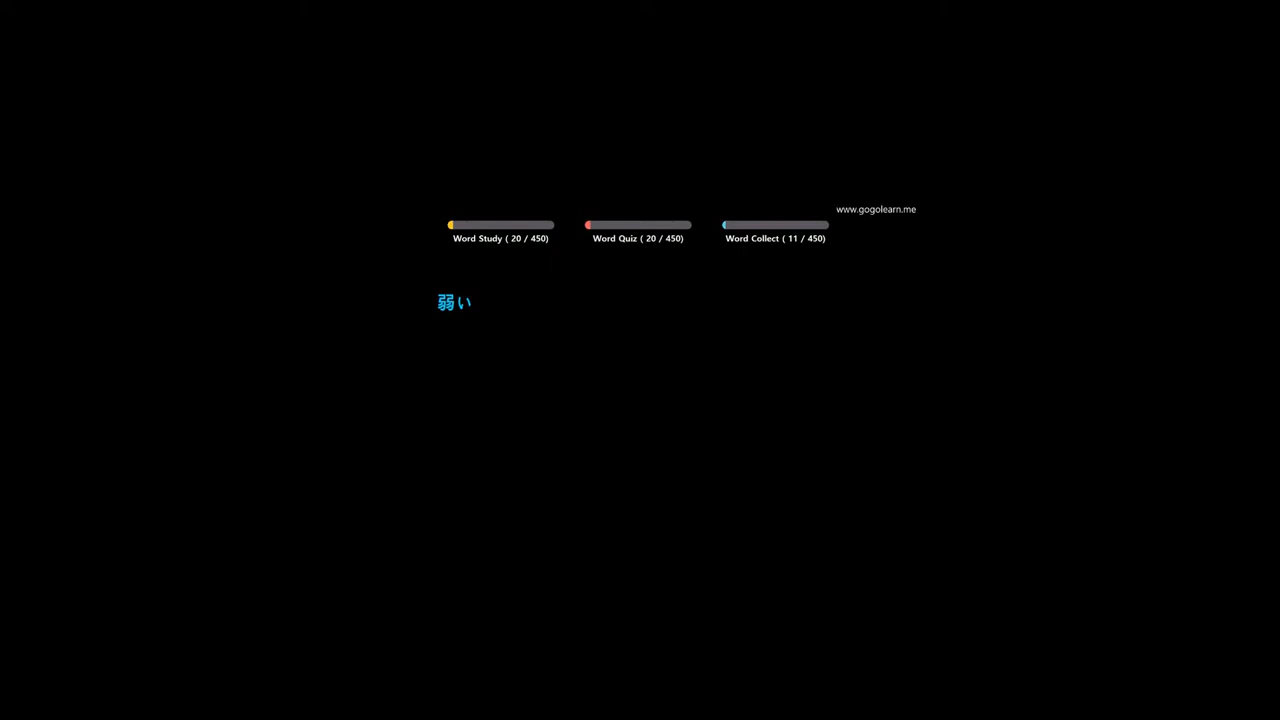 www.gogolearn.me
Word Study ( 20 / 450)
Word Quiz ( 20 / 450)
Word Collect ( 11 / 450)
弱い